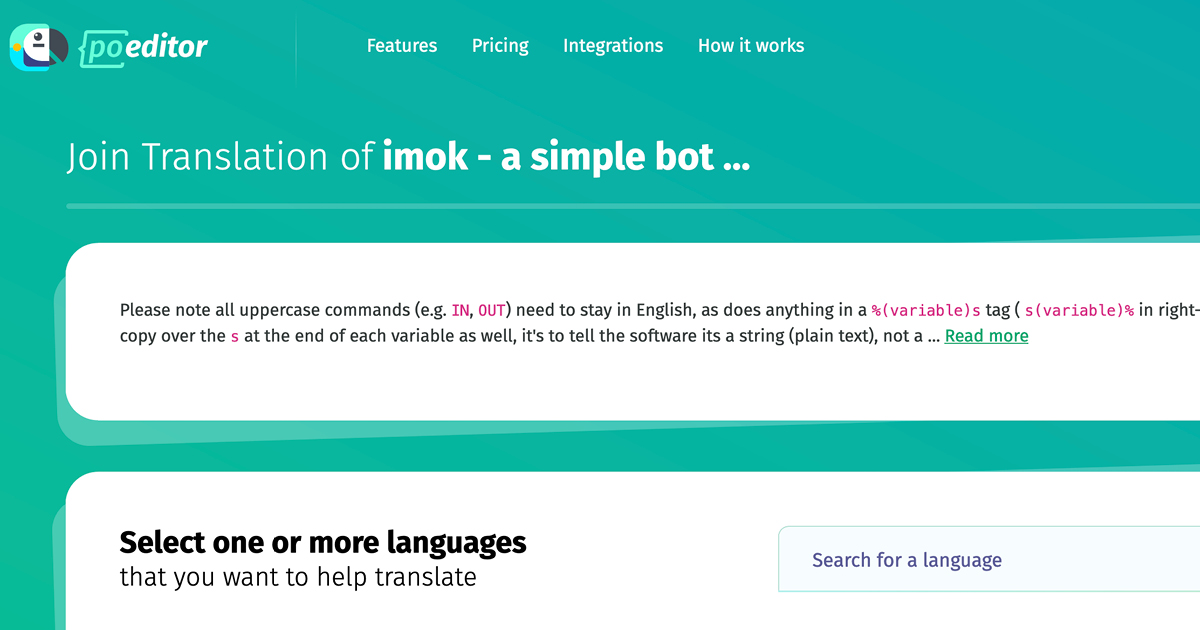 poeditor
Features Pricing Integrations How it works
Join Translation of imok - a simple bot ...
Please note all uppercase commands (e.g. IN, OUT) need to stay in English, as does anything in a %(variable)s tag ( s(variable)% in right-
copy over the s at the end of each variable as well, it's to tell the software its a string (plain text), not a ... Read more
Select one or more languages
that you want to help translate
Search for a language